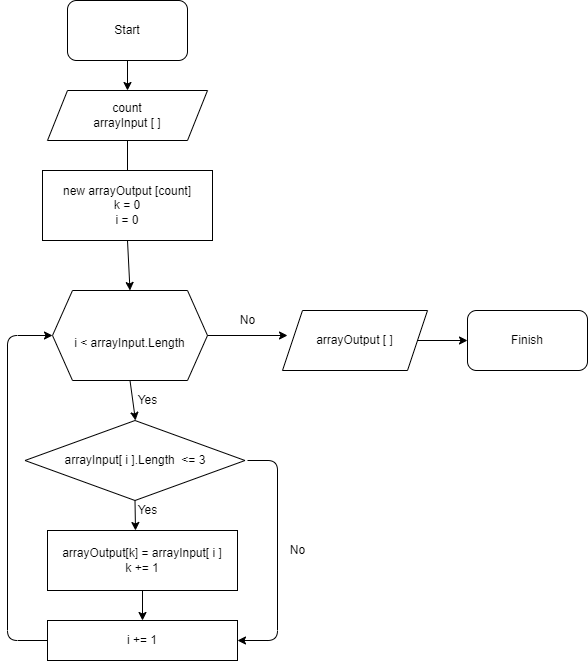 Start
count
arrayInput [ ]
new arrayOutput [count]
k = 0
i = 0
i < arrayInput.Length
No
arrayOutput [ ]
Finish
Yes
arrayInput[ i ].Length <= 3
Yes
arrayOutput[k] = arrayInput[ i ]
k += 1
No
i += 1